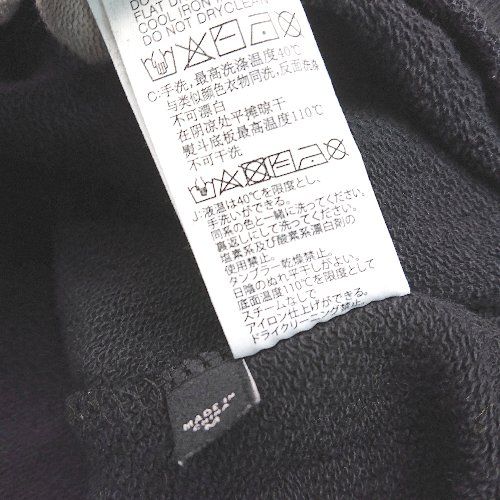 FLAT DR
COOL IRON
DO NOT DRYCLEAN
C:手洗,最高洗涤温度40℃
与类似颜色衣物同洗,反面洗涤
不可漂白
在阴凉处平摊晾干
熨斗底板最高温度110℃
不可干洗
J:液温は40℃を限度とし、
手洗いができる。
同系の色と一緒に洗ってください。
裏返しにして洗ってください。
塩素系及び酸素系漂白剤の
使用禁止。
タンブラー乾燥禁止。
日陰のぬれ平干しがよい。
底面温度110℃を限度として
スチームなしで
アイロン仕上げができる。
ドライクリーニング禁止。
MADE IN
CHINA
M